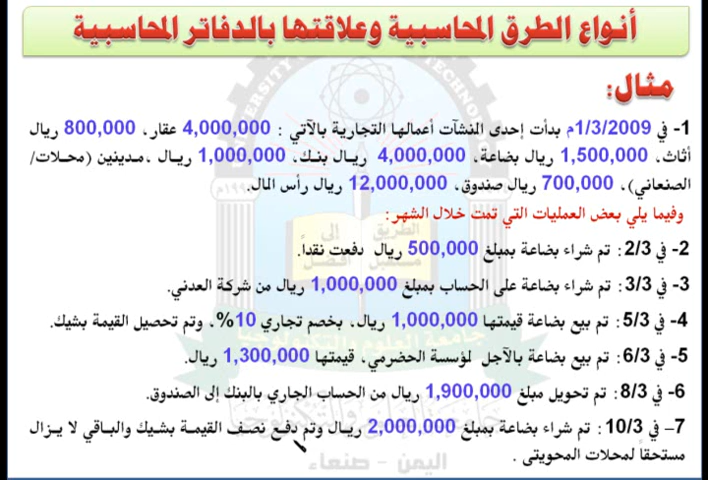 أنواع الطرق المحاسبية وعلاقتها بالدفاتر المحاسبية
مثال:
1- في 1/3/2009م بدأت إحدى المنشآت أعمالها التجارية بالآتي : 4,000,000 عقار، 800,000 ريال
أثاث، 1,500,000 ريال بضاعة، 4,000,000 ريال بنك، 1,000,000 ريال ،مدينين (محلات/
الصنعاني)، 700,000 ريال صندوق، 12,000,000 ريال رأس المال.
وفيما يلي بعض العمليات التي تمت خلال الشهر:
2- في 2/3: تم شراء بضاعة بمبلغ 500,000 ريال دفعت نقداً.
3- في 3/3: تم شراء بضاعة على الحساب بمبلغ 1,000,000 ريال من شركة العدني.
4- في 5/3: تم بيع بضاعة قيمتها 1,000,000 ريال، بخصم تجاري 10%، وتم تحصيل القيمة بشيك.
5- في 6/3: تم بيع بضاعة بالآجل لمؤسسة الحضرمي، قيمتها 1,300,000 ريال.
6- في 8/3: تم تحويل مبلغ 1,900,000 ريال من الحساب الجاري بالبنك إلى الصندوق.
7- في 10/3: تم شراء بضاعة بمبلغ 2,000,000 ريال وتم دفع نصف القيمة بشيك والباقي لا يزال
مستحقاً لمحلات المحويتى .
الطريق إلى
مستقبل أفضل
جامعة العلوم والتكنولوجيا
اليمن - صنعاء